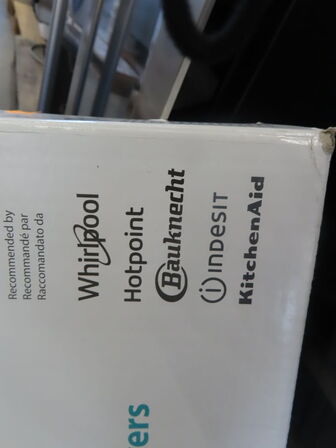 Recommended by
Recommandé par
Raccomandato da
Whirlpool
Hotpoint
Bauknecht
indesit
KitchenAid
ers